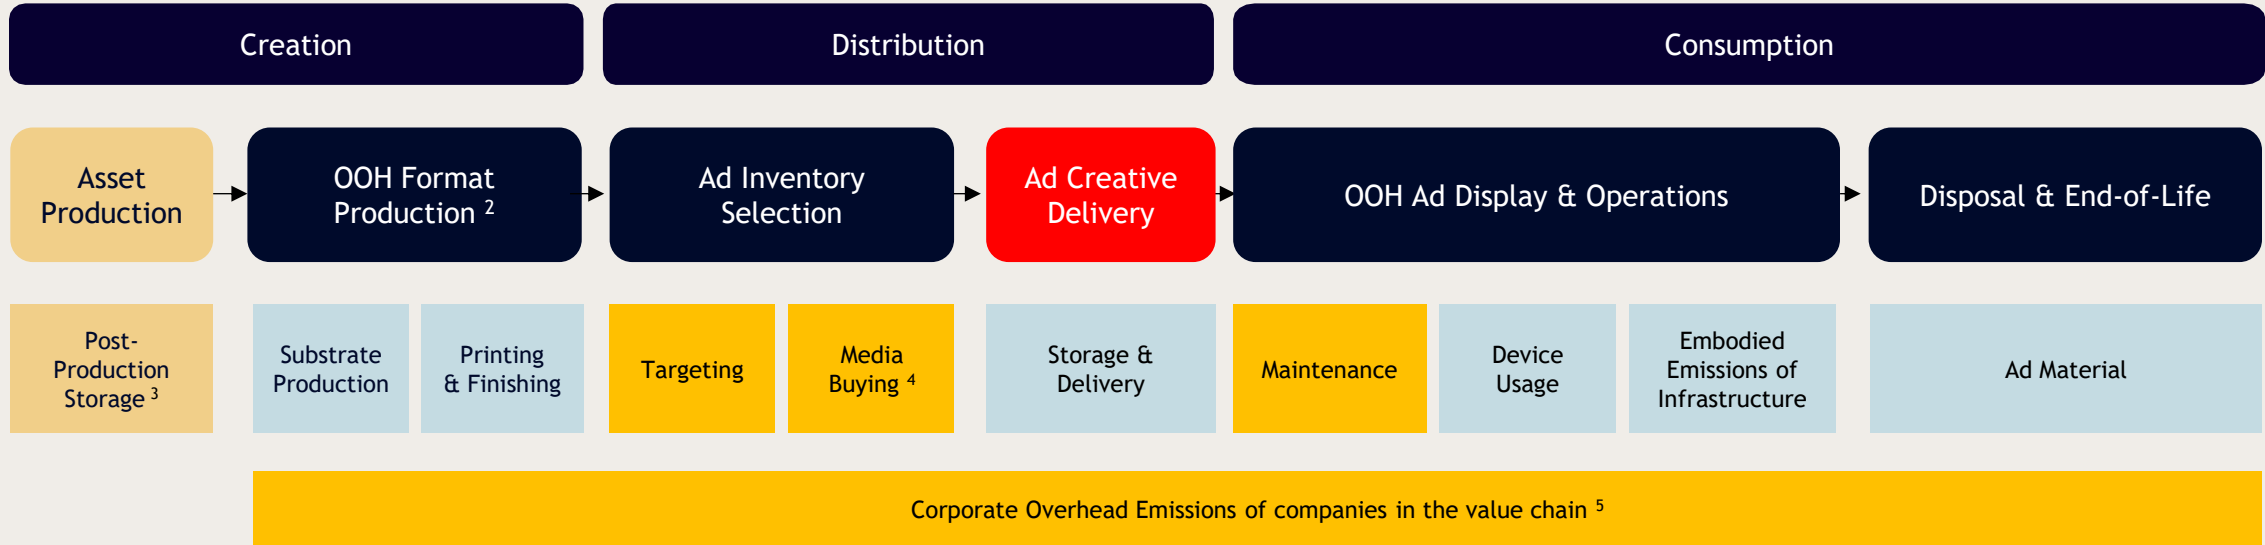 Creation
Distribution
Consumption
Asset
Production
OOH Format
Production 2
Ad Inventory
Selection
Ad Creative
Delivery
OOH Ad Display & Operations
Disposal & End-of-Life
Post-
Production
Storage 3
Substrate
Production
Printing
& Finishing
Targeting
Media
Buying 4
Storage &
Delivery
Maintenance
Device
Usage
Embodied
Emissions of
Infrastructure
Ad Material
Corporate Overhead Emissions of companies in the value chain 5